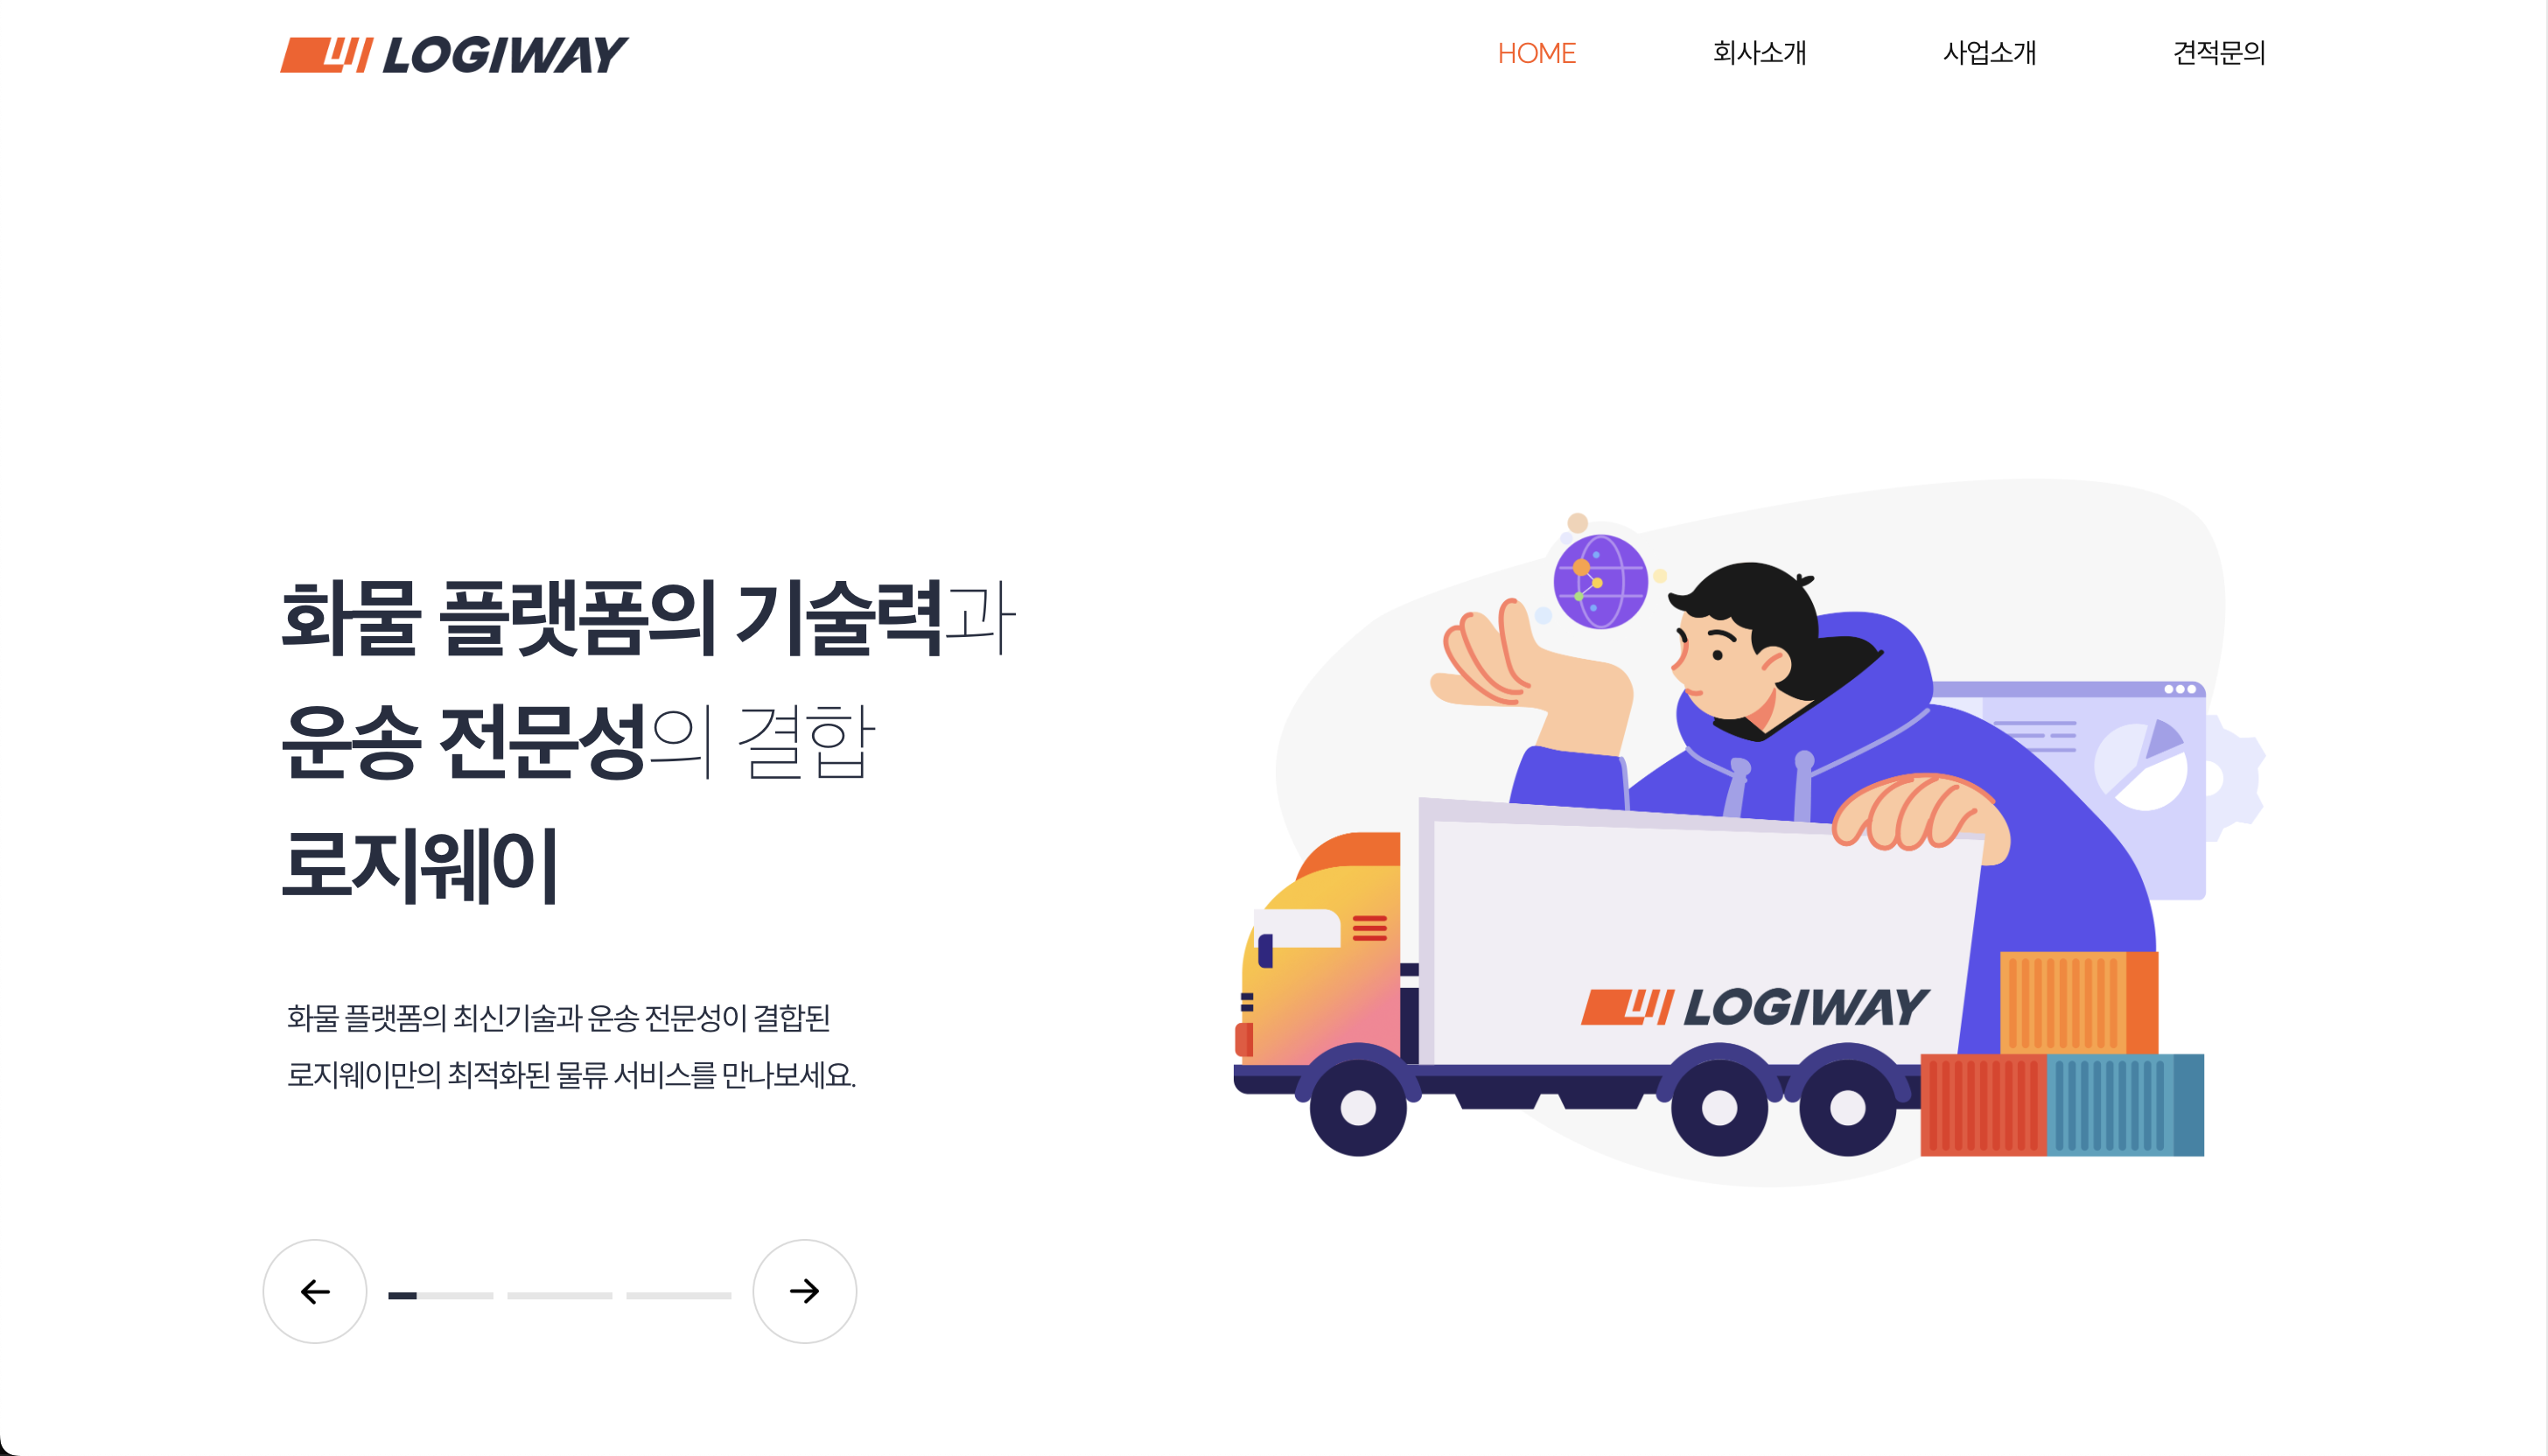 LOGIWAY
HOME 회사소개 사업소개 견적문의
화물 플랫폼의 기술력과
운송 전문성의 결합
로지웨이
화물 플랫폼의 최신기술과 운송 전문성이 결합된
로지웨이만의 최적화된 물류 서비스를 만나보세요.
LOGIWAY